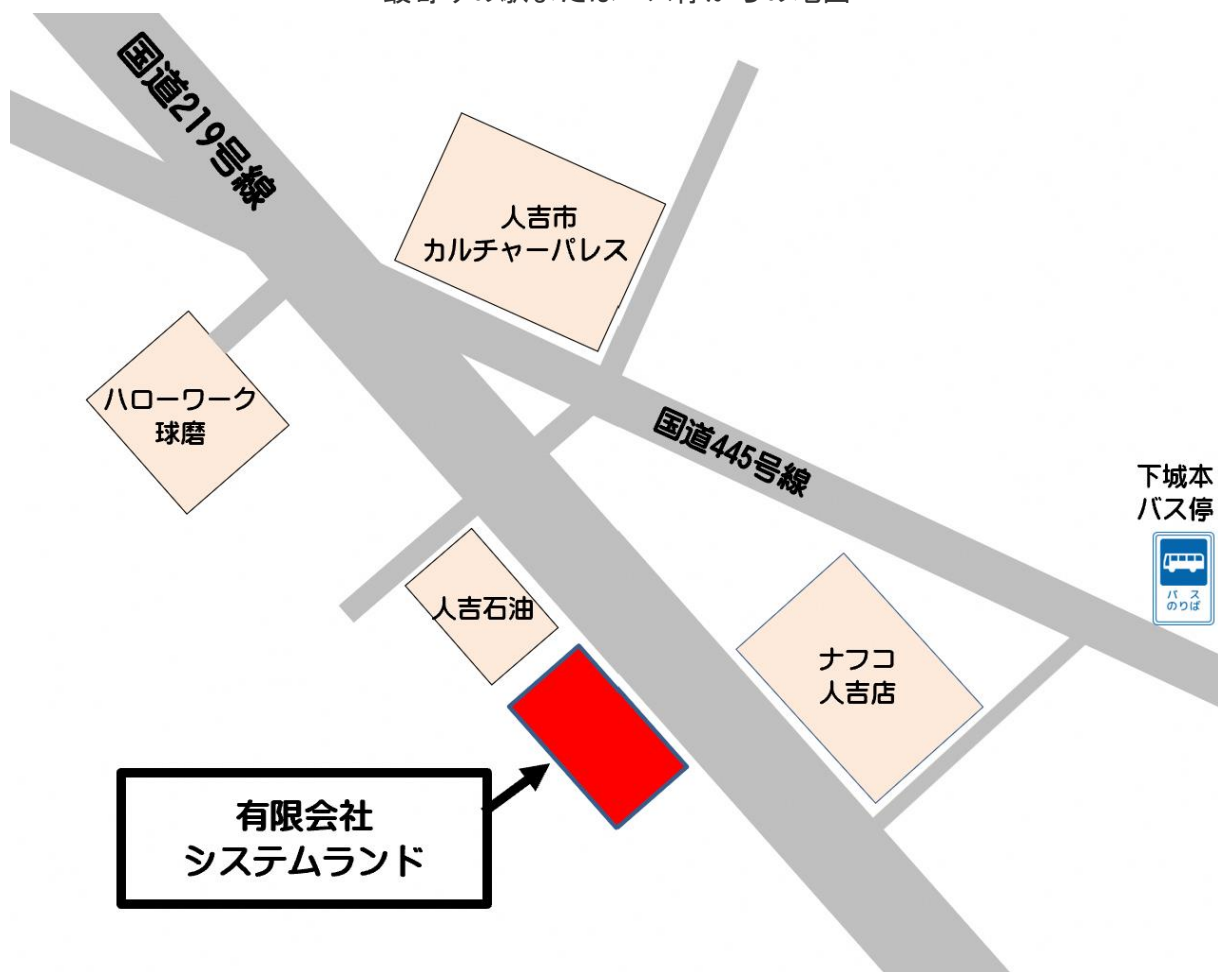 国道219号線
人吉市
カルチャーパレス
ハローワーク
球磨
国道445号線
下城本
バス停
バス
のりば
人吉石油
ナフコ
人吉店
有限会社
システムランド